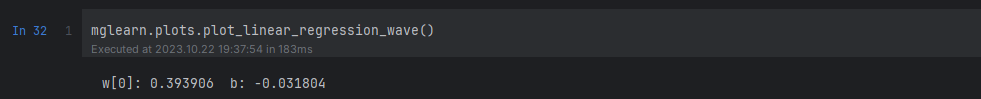 In 32 1 mglearn.plots.plot_linear_regression_wave()
Executed at 2023.10.22 19:37:54 in 183ms
w[0]: 0.393906  b: -0.031804